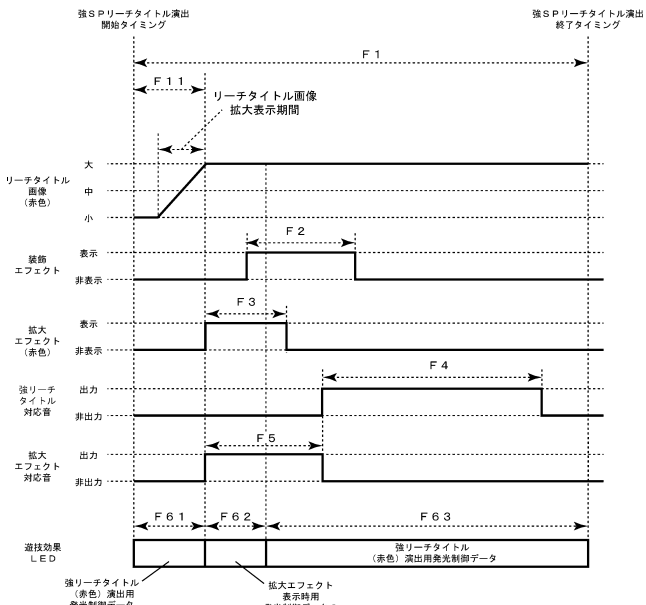 強ＳＰリーチタイトル演出
開始タイミング
強ＳＰリーチタイトル演出
終了タイミング
Ｆ１
Ｆ１１
リーチタイトル画像
拡大表示期間
リーチタイトル
画像
（赤色）
大
中
小
Ｆ２
装飾
エフェクト
表示
非表示
Ｆ３
拡大
エフェクト
（赤色）
表示
非表示
Ｆ４
強リーチ
タイトル
対応音
出力
非出力
Ｆ５
拡大
エフェクト
対応音
出力
非出力
Ｆ６１
Ｆ６２
Ｆ６３
遊技効果
ＬＥＤ
強リーチタイトル
（赤色）演出用発光制御データ
強リーチタイトル
（赤色）演出用
発光制御データ
拡大エフェクト
表示時用